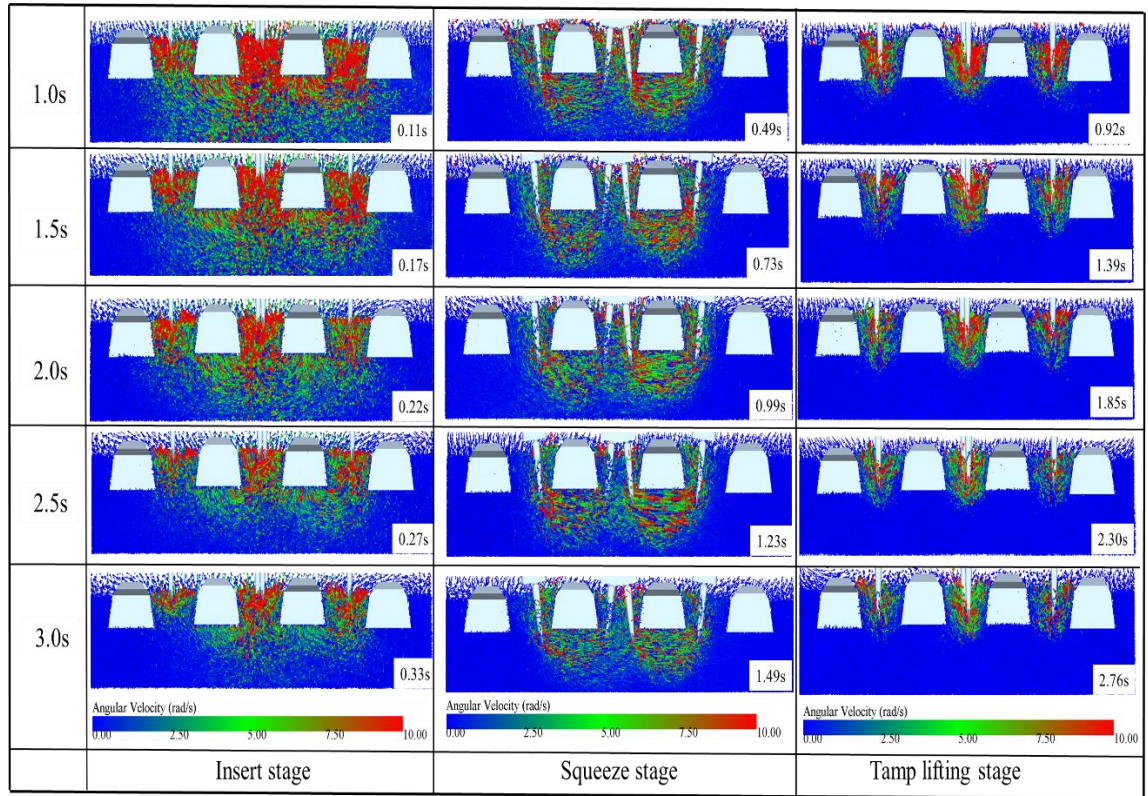 1.0s
0.11s
0.49s
0.92s
1.5s
0.17s
0.73s
1.39s
2.0s
0.22s
0.99s
1.85s
2.5s
0.27s
1.23s
2.30s
3.0s
0.33s
1.49s
2.76s
Angular Velocity (rad/s)
0.00 2.50 5.00 7.50 10.00
Angular Velocity (rad/s)
0.00 2.50 5.00 7.50 10.00
Angular Velocity (rad/s)
0.00 2.50 5.00 7.50 10.00
Insert stage
Squeeze stage
Tamp lifting stage